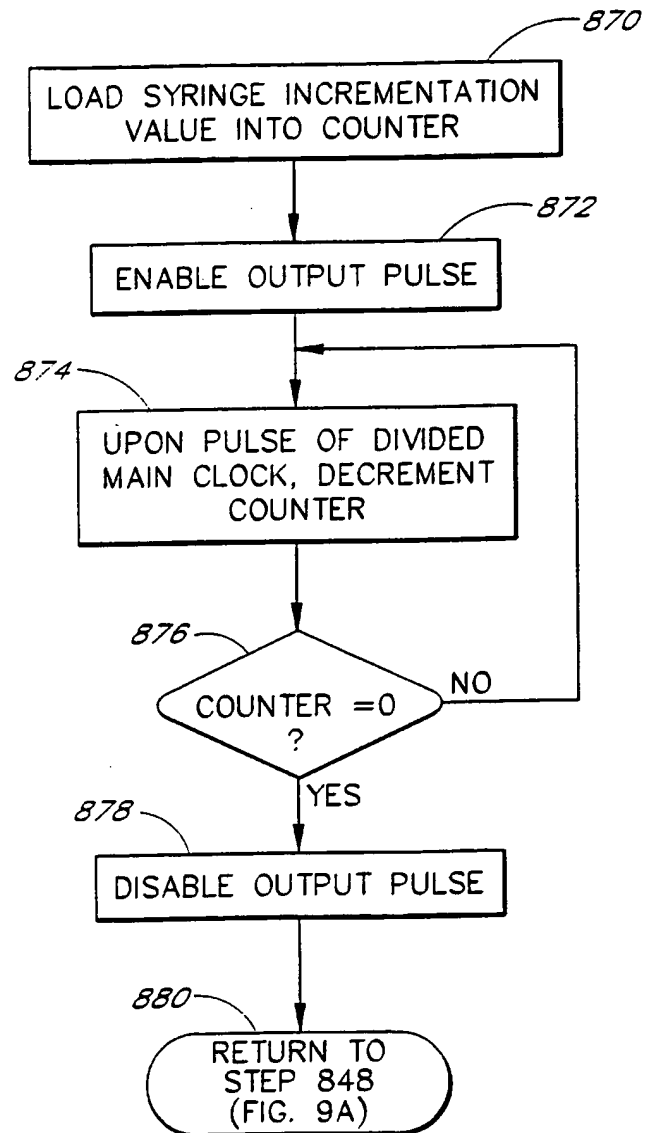 870
LOAD SYRINGE INCREMENTATION
VALUE INTO COUNTER
872
ENABLE OUTPUT PULSE
874
UPON PULSE OF DIVIDED
MAIN CLOCK, DECREMENT
COUNTER
876
COUNTER =0
?
NO
YES
878
DISABLE OUTPUT PULSE
880
RETURN TO
STEP 848
(FIG. 9A)